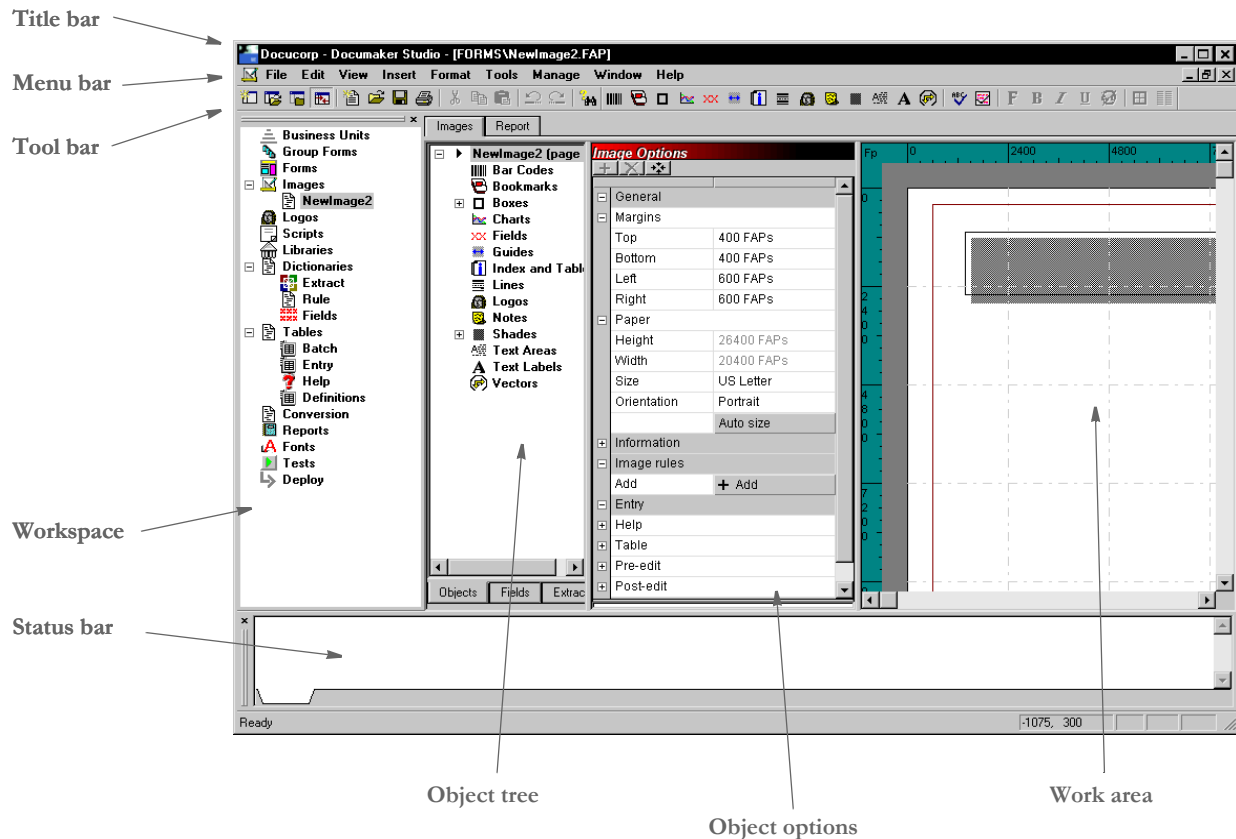 Title bar
Menu bar
Tool bar
Workspace
Status bar
Docucorp - Documaker Studio - [FORMS\NewImage2.FAP]
File Edit View Insert Format Tools Manage Window Help
Business Units
Group Forms
Forms
Images
NewImage2
Logos
Scripts
Libraries
Dictionaries
Extract
Rule
Fields
Tables
Batch
Entry
Help
Definitions
Conversion
Reports
Fonts
Tests
Deploy
Images Report
NewImage2 (page
Bar Codes
Bookmarks
Boxes
Charts
Fields
Guides
Index and Tabl
Lines
Logos
Notes
Shades
Text Areas
Text Labels
Vectors
Objects Fields Extrac
Image Options
General
Margins
Top 400 FAPs
Bottom 400 FAPs
Left 600 FAPs
Right 600 FAPs
Paper
Height 26400 FAPs
Width 20400 FAPs
Size US Letter
Orientation Portrait
Auto size
Information
Image rules
Add + Add
Entry
Help
Table
Pre-edit
Post-edit
Fp 0 2400 4800
0
2400
4800
7200
Ready -1075, 300
Object tree
Object options
Work area